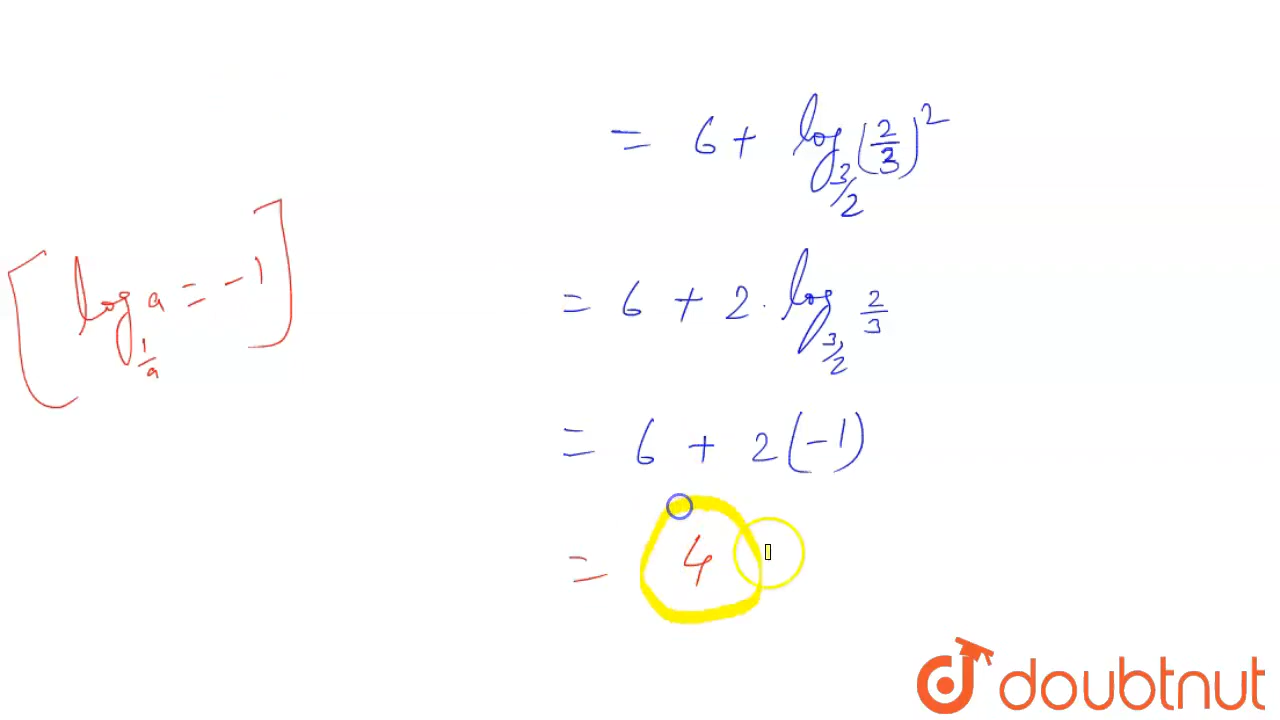 = 6 + log_{3/2} (2/3)^2
[log_{1/a} a = -1]
= 6 + 2 . log_{3/2} 2/3
= 6 + 2(-1)
= 4
doubtnut